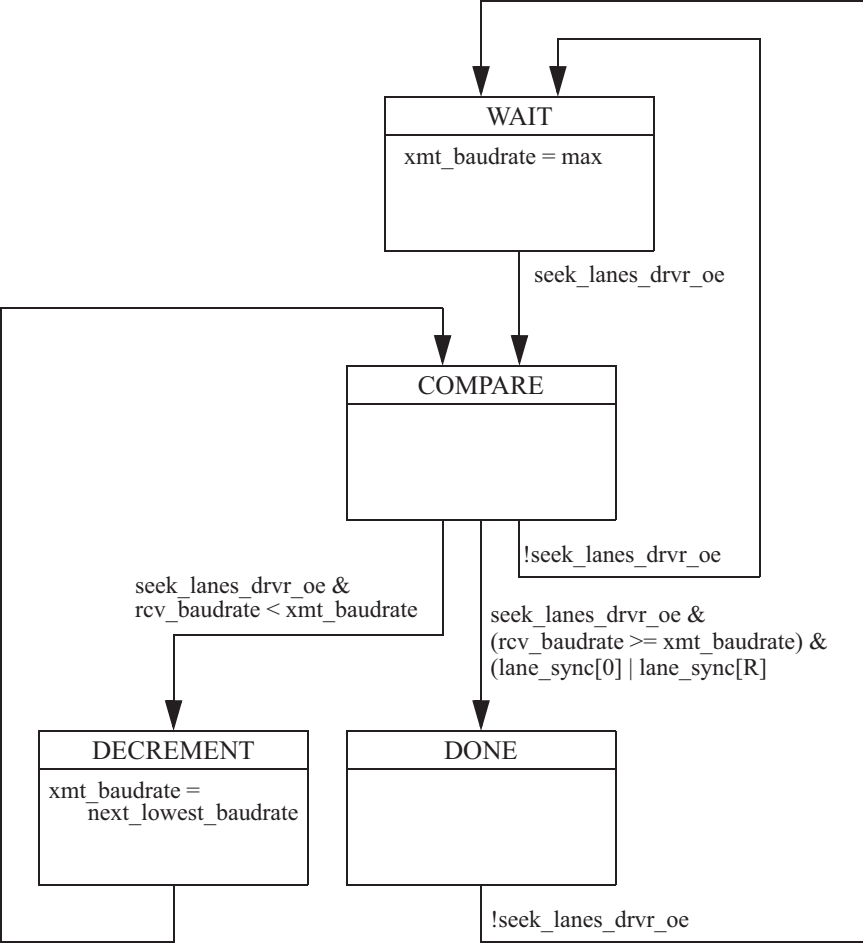 WAIT
xmt_baudrate = max
seek_lanes_drvr_oe
COMPARE
!seek_lanes_drvr_oe
seek_lanes_drvr_oe &
rcv_baudrate < xmt_baudrate
seek_lanes_drvr_oe &
(rcv_baudrate >= xmt_baudrate) &
(lane_sync[0] | lane_sync[R]
DECREMENT
xmt_baudrate =
next_lowest_baudrate
DONE
!seek_lanes_drvr_oe